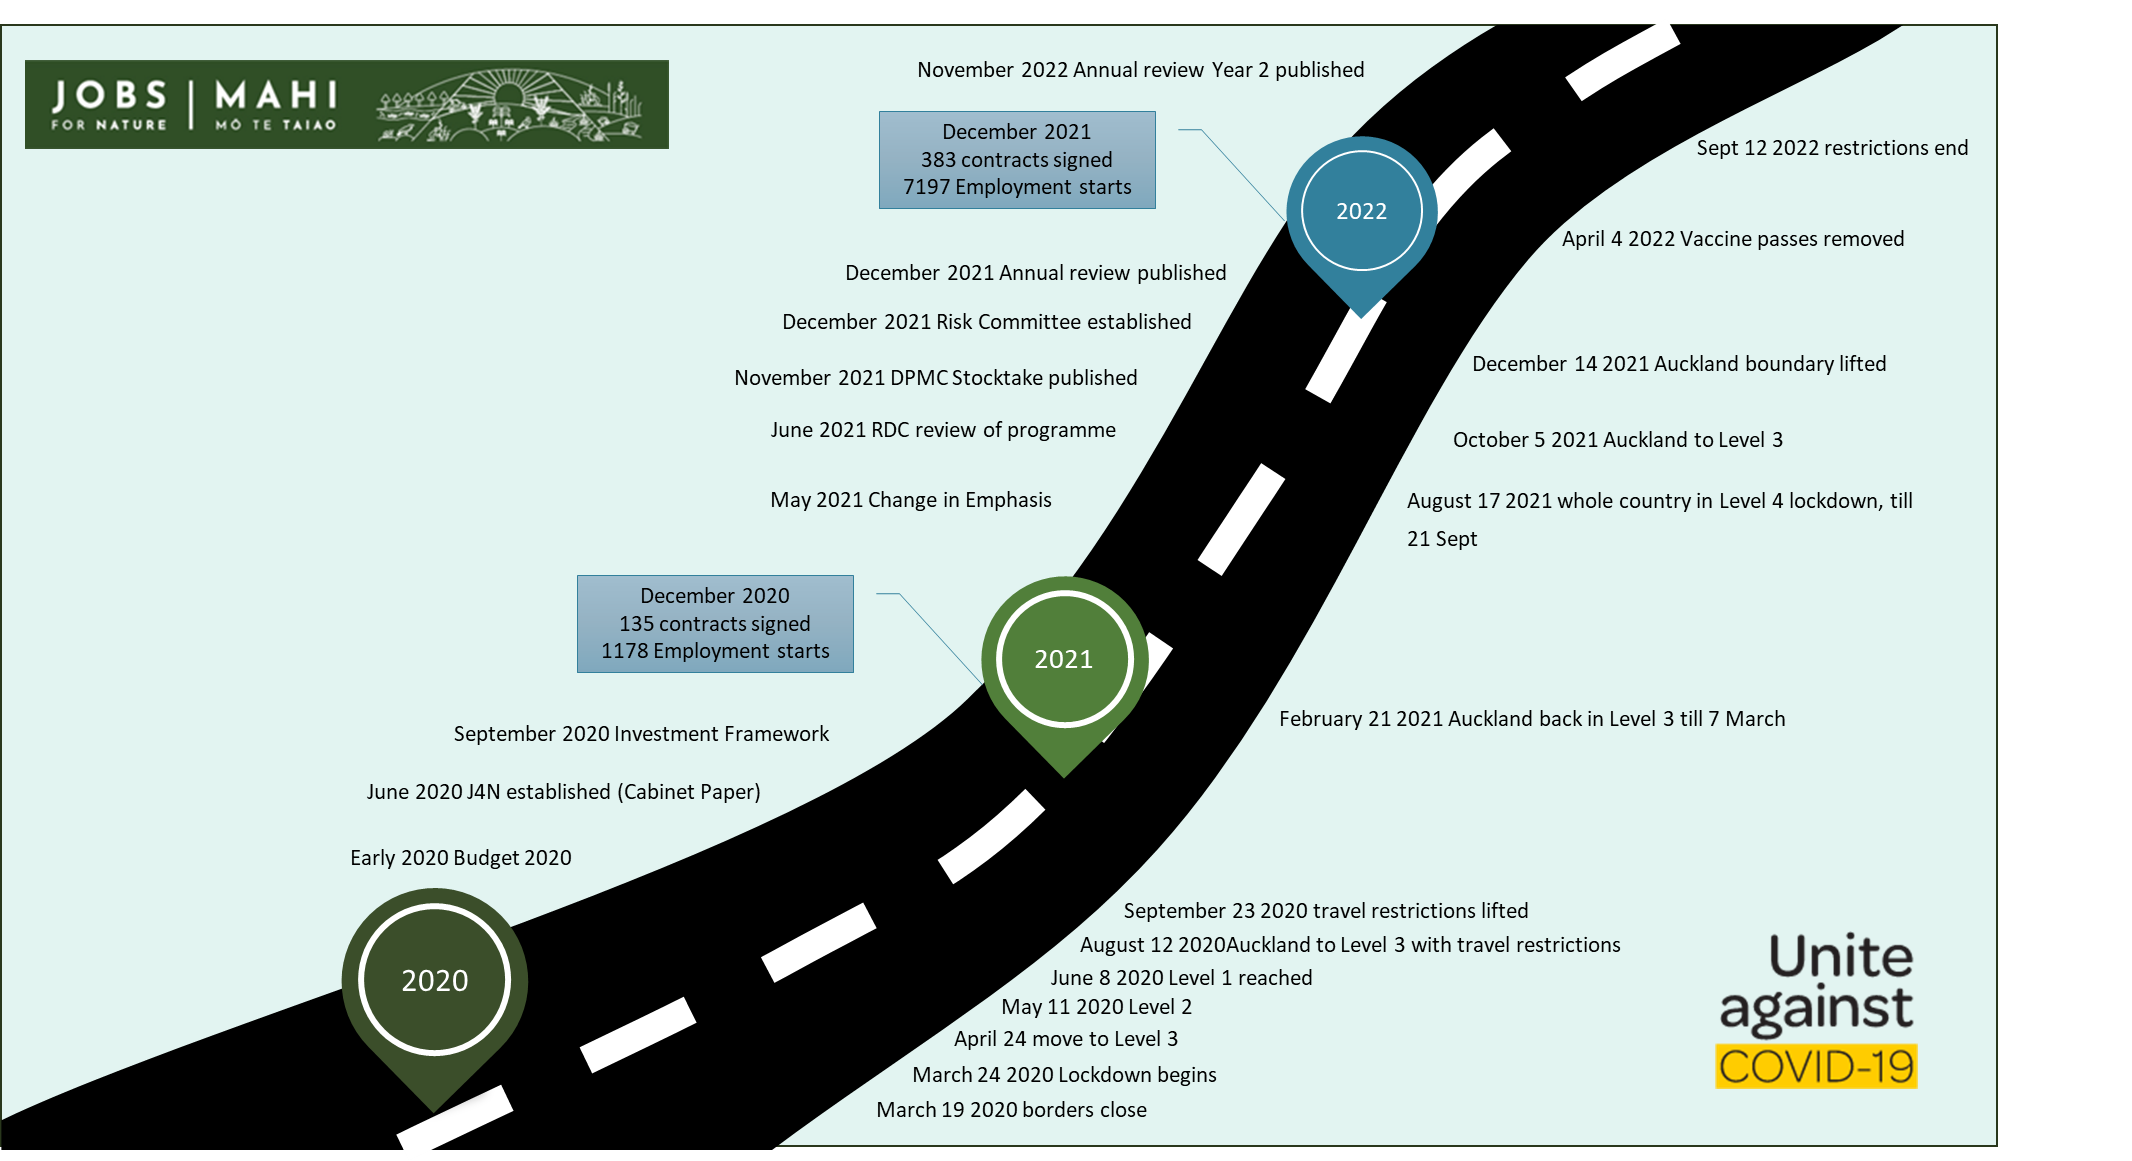 JOBS | MAHI
FOR NATURE MŌ TE TAIAO
November 2022 Annual review Year 2 published
December 2021
383 contracts signed
7197 Employment starts
2022
Sept 12 2022 restrictions end
April 4 2022 Vaccine passes removed
December 2021 Annual review published
December 2021 Risk Committee established
December 14 2021 Auckland boundary lifted
November 2021 DPMC Stocktake published
June 2021 RDC review of programme
October 5 2021 Auckland to Level 3
May 2021 Change in Emphasis
August 17 2021 whole country in Level 4 lockdown, till
21 Sept
December 2020
135 contracts signed
1178 Employment starts
2021
February 21 2021 Auckland back in Level 3 till 7 March
September 2020 Investment Framework
June 2020 J4N established (Cabinet Paper)
Early 2020 Budget 2020
2020
September 23 2020 travel restrictions lifted
August 12 2020Auckland to Level 3 with travel restrictions
June 8 2020 Level 1 reached
May 11 2020 Level 2
April 24 move to Level 3
March 24 2020 Lockdown begins
March 19 2020 borders close
Unite
against
COVID-19